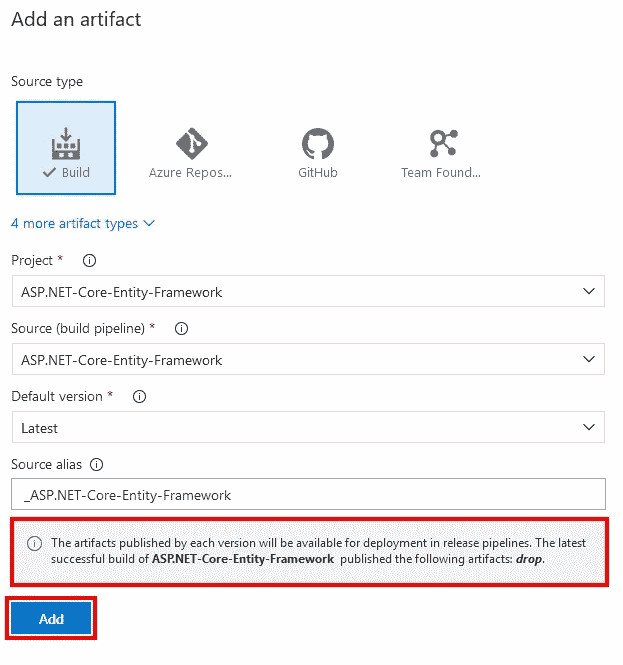 Add an artifact
Source type
Build
Azure Repos...
GitHub
Team Found...
4 more artifact types
Project *
ASP.NET-Core-Entity-Framework
Source (build pipeline) *
ASP.NET-Core-Entity-Framework
Default version *
Latest
Source alias
_ASP.NET-Core-Entity-Framework
The artifacts published by each version will be available for deployment in release pipelines. The latest
successful build of ASP.NET-Core-Entity-Framework published the following artifacts: drop.
Add